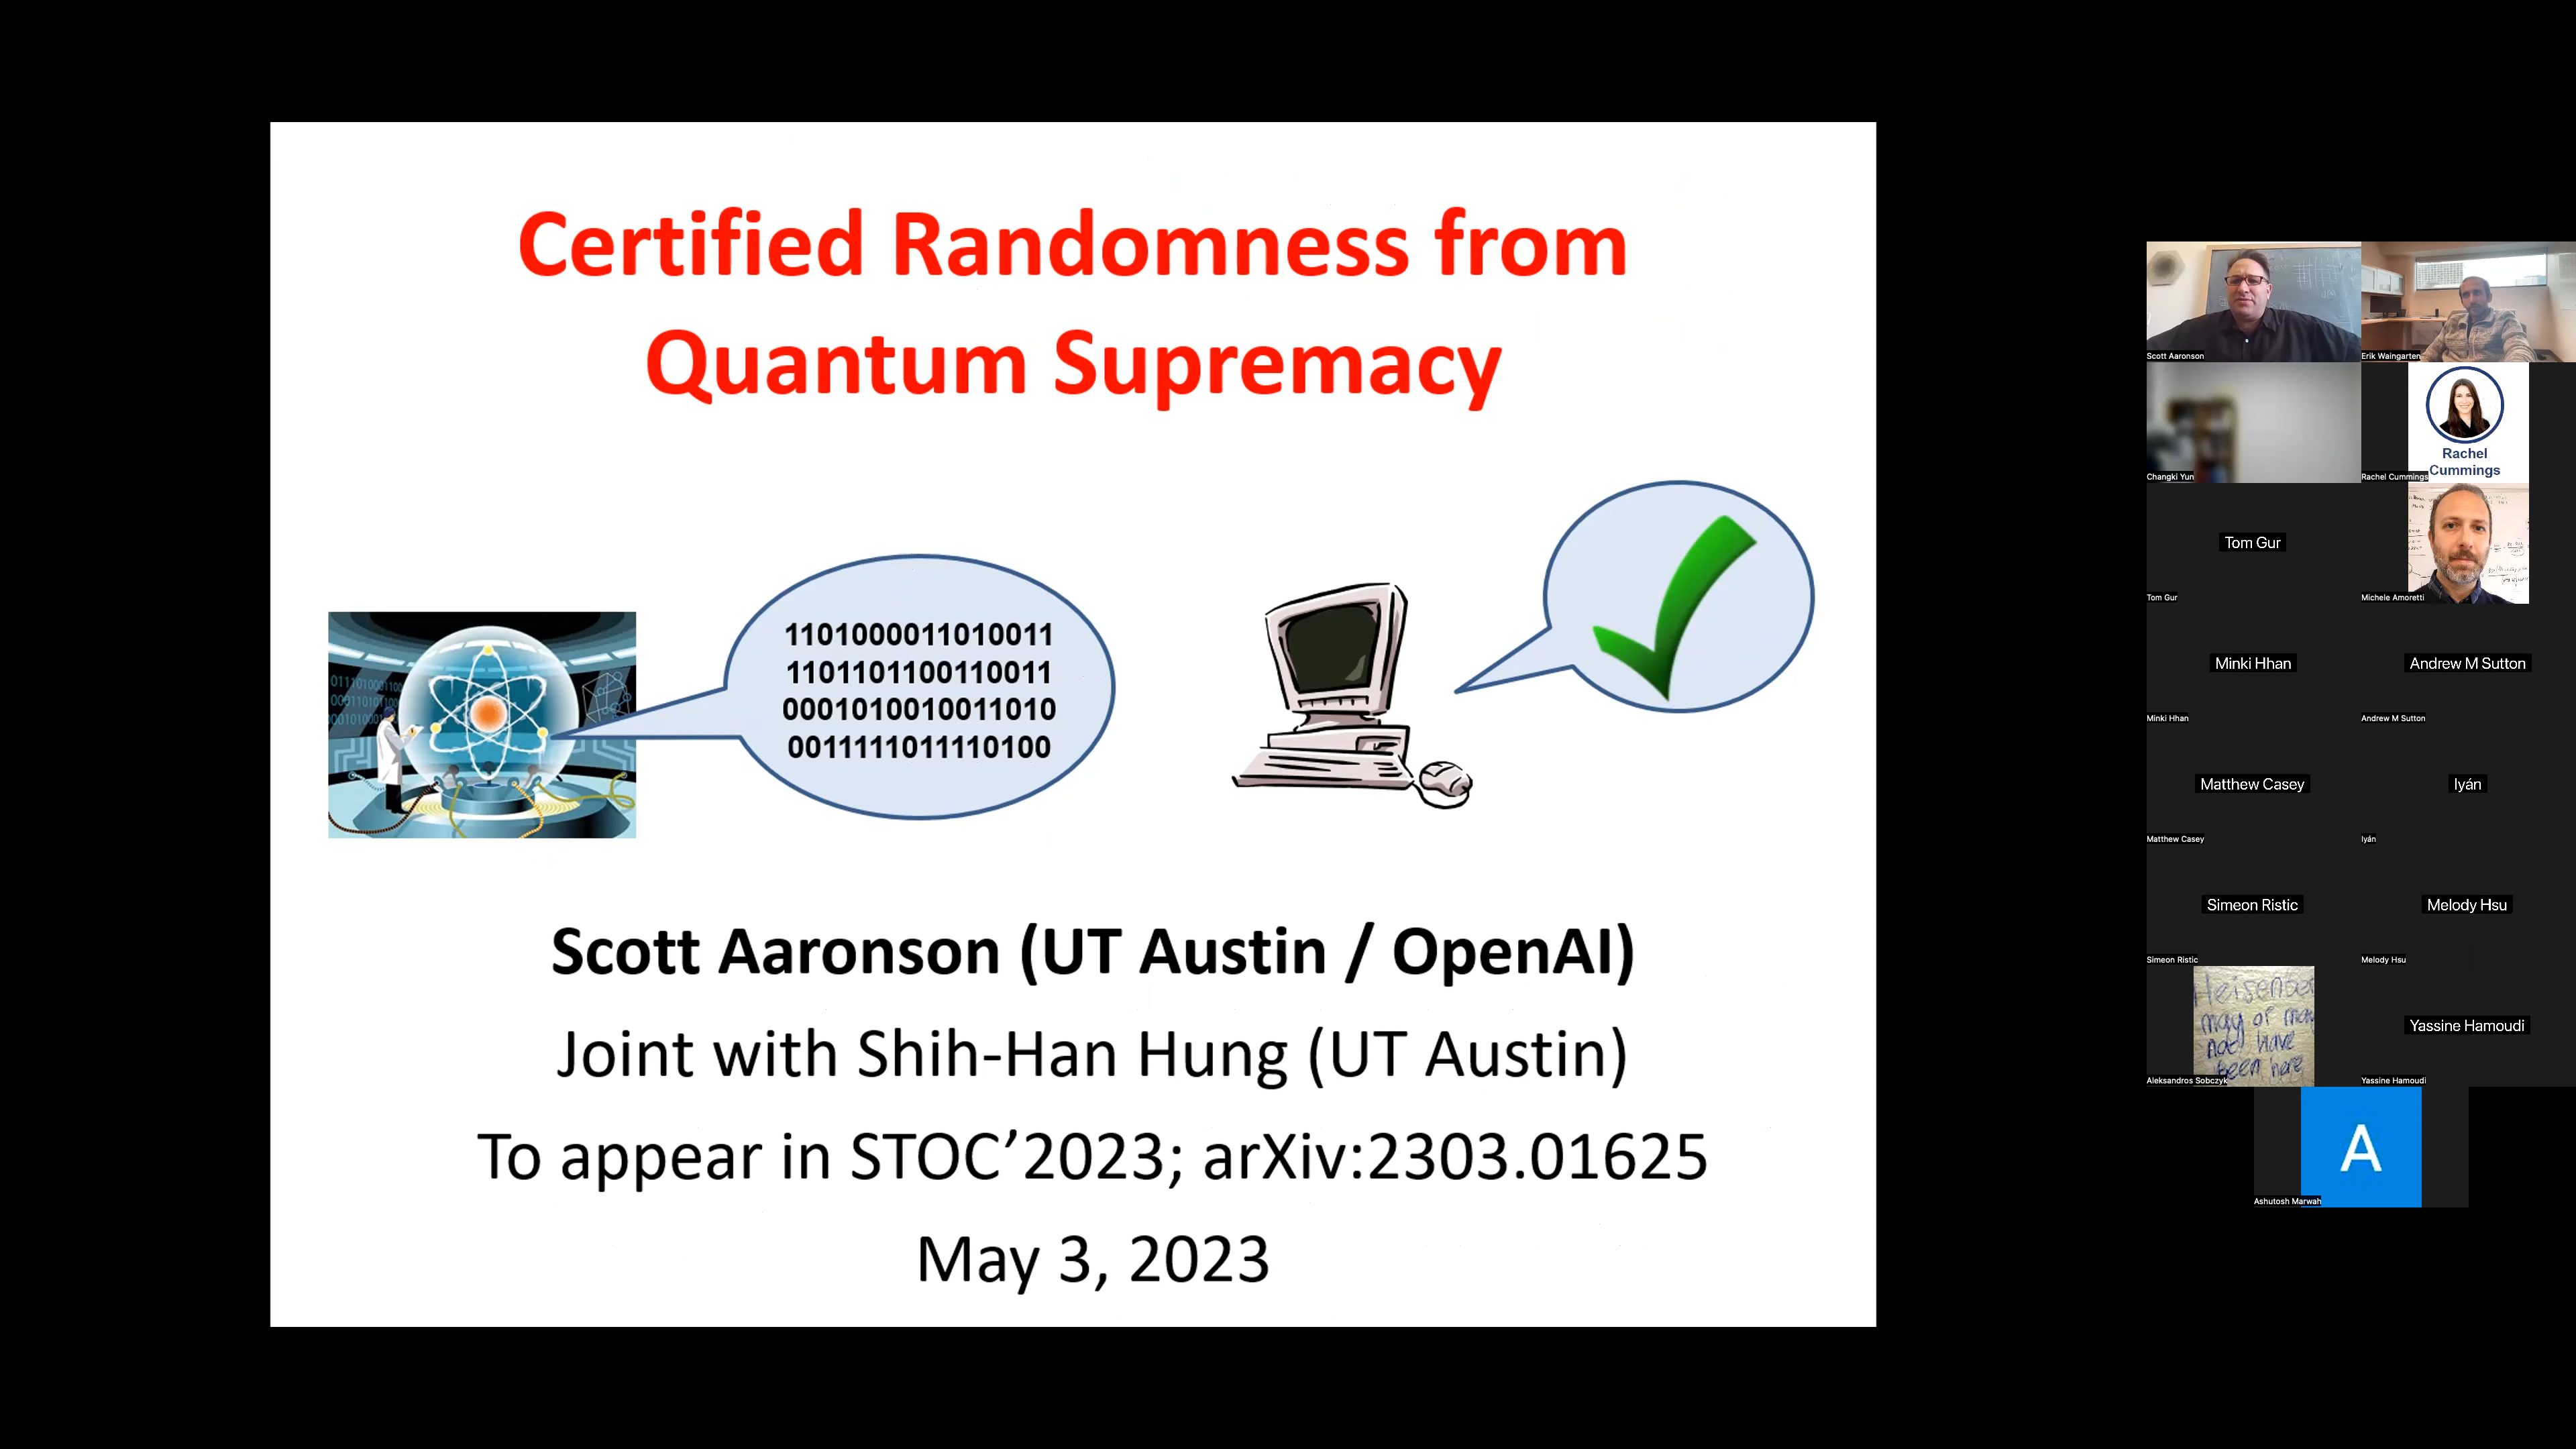 Certified Randomness from
Quantum Supremacy
1101000011010011
1101101100110011
0001010010011010
0011111011110100
Scott Aaronson (UT Austin / OpenAI)
Joint with Shih-Han Hung (UT Austin)
To appear in STOC’2023; arXiv:2303.01625
May 3, 2023
Scott Aaronson
Erik Waingarten
Changki Yun
Rachel
Cummings
Rachel Cummings
Tom Gur
Tom Gur
Michele Amoretti
Minki Hhan
Minki Hhan
Andrew M Sutton
Andrew M Sutton
Matthew Casey
Matthew Casey
Iyán
Iyán
Simeon Ristic
Simeon Ristic
Melody Hsu
Melody Hsu
may or may
not have
been here
Aleksandros Sobczyk
Yassine Hamoudi
Yassine Hamoudi
A
Ashutosh Marwah